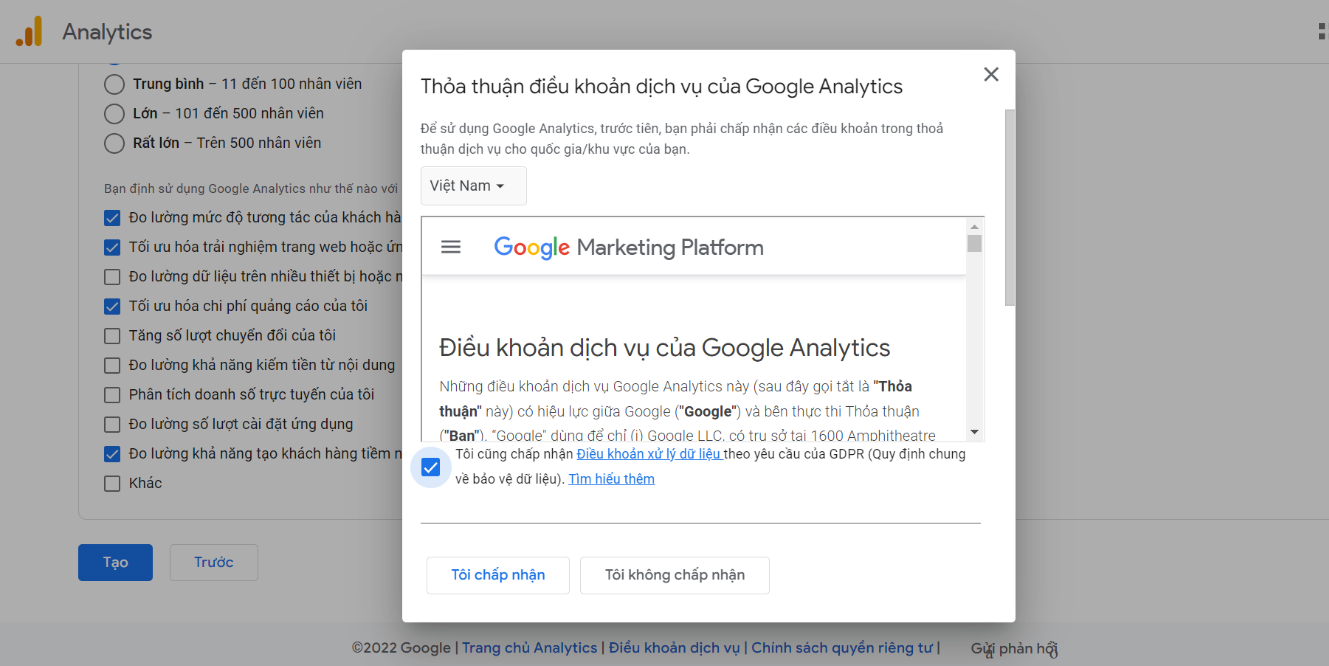 Analytics
Trung bình – 11 đến 100 nhân viên
Lớn – 101 đến 500 nhân viên
Rất lớn – Trên 500 nhân viên
Bạn định sử dụng Google Analytics như thế nào với
Đo lường mức độ tương tác của khách hà
Tối ưu hóa trải nghiệm trang web hoặc ứn
Đo lường dữ liệu trên nhiều thiết bị hoặc n
Tối ưu hóa chi phí quảng cáo của tôi
Tăng số lượt chuyển đổi của tôi
Đo lường khả năng kiếm tiền từ nội dung
Phân tích doanh số trực tuyến của tôi
Đo lường số lượt cài đặt ứng dụng
Đo lường khả năng tạo khách hàng tiềm n
Khác
Tạo
Trước
Thỏa thuận điều khoản dịch vụ của Google Analytics
Để sử dụng Google Analytics, trước tiên, bạn phải chấp nhận các điều khoản trong thoả
thuận dịch vụ cho quốc gia/khu vực của bạn.
Việt Nam
Google Marketing Platform
Điều khoản dịch vụ của Google Analytics
Những điều khoản dịch vụ Google Analytics này (sau đây gọi tắt là "Thỏa
thuận" này) có hiệu lực giữa Google ("Google") và bên thực thi Thỏa thuận
("Bạn"). "Google" dùng để chỉ (i) Google LLC, có trụ sở tại 1600 Amphitheatre
Tôi cũng chấp nhận Điều khoản xử lý dữ liệu theo yêu cầu của GDPR (Quy định chung
về bảo vệ dữ liệu). Tìm hiểu thêm
Tôi chấp nhận
Tôi không chấp nhận
©2022 Google | Trang chủ Analytics | Điều khoản dịch vụ | Chính sách quyền riêng tư |
Gửi phản hồi